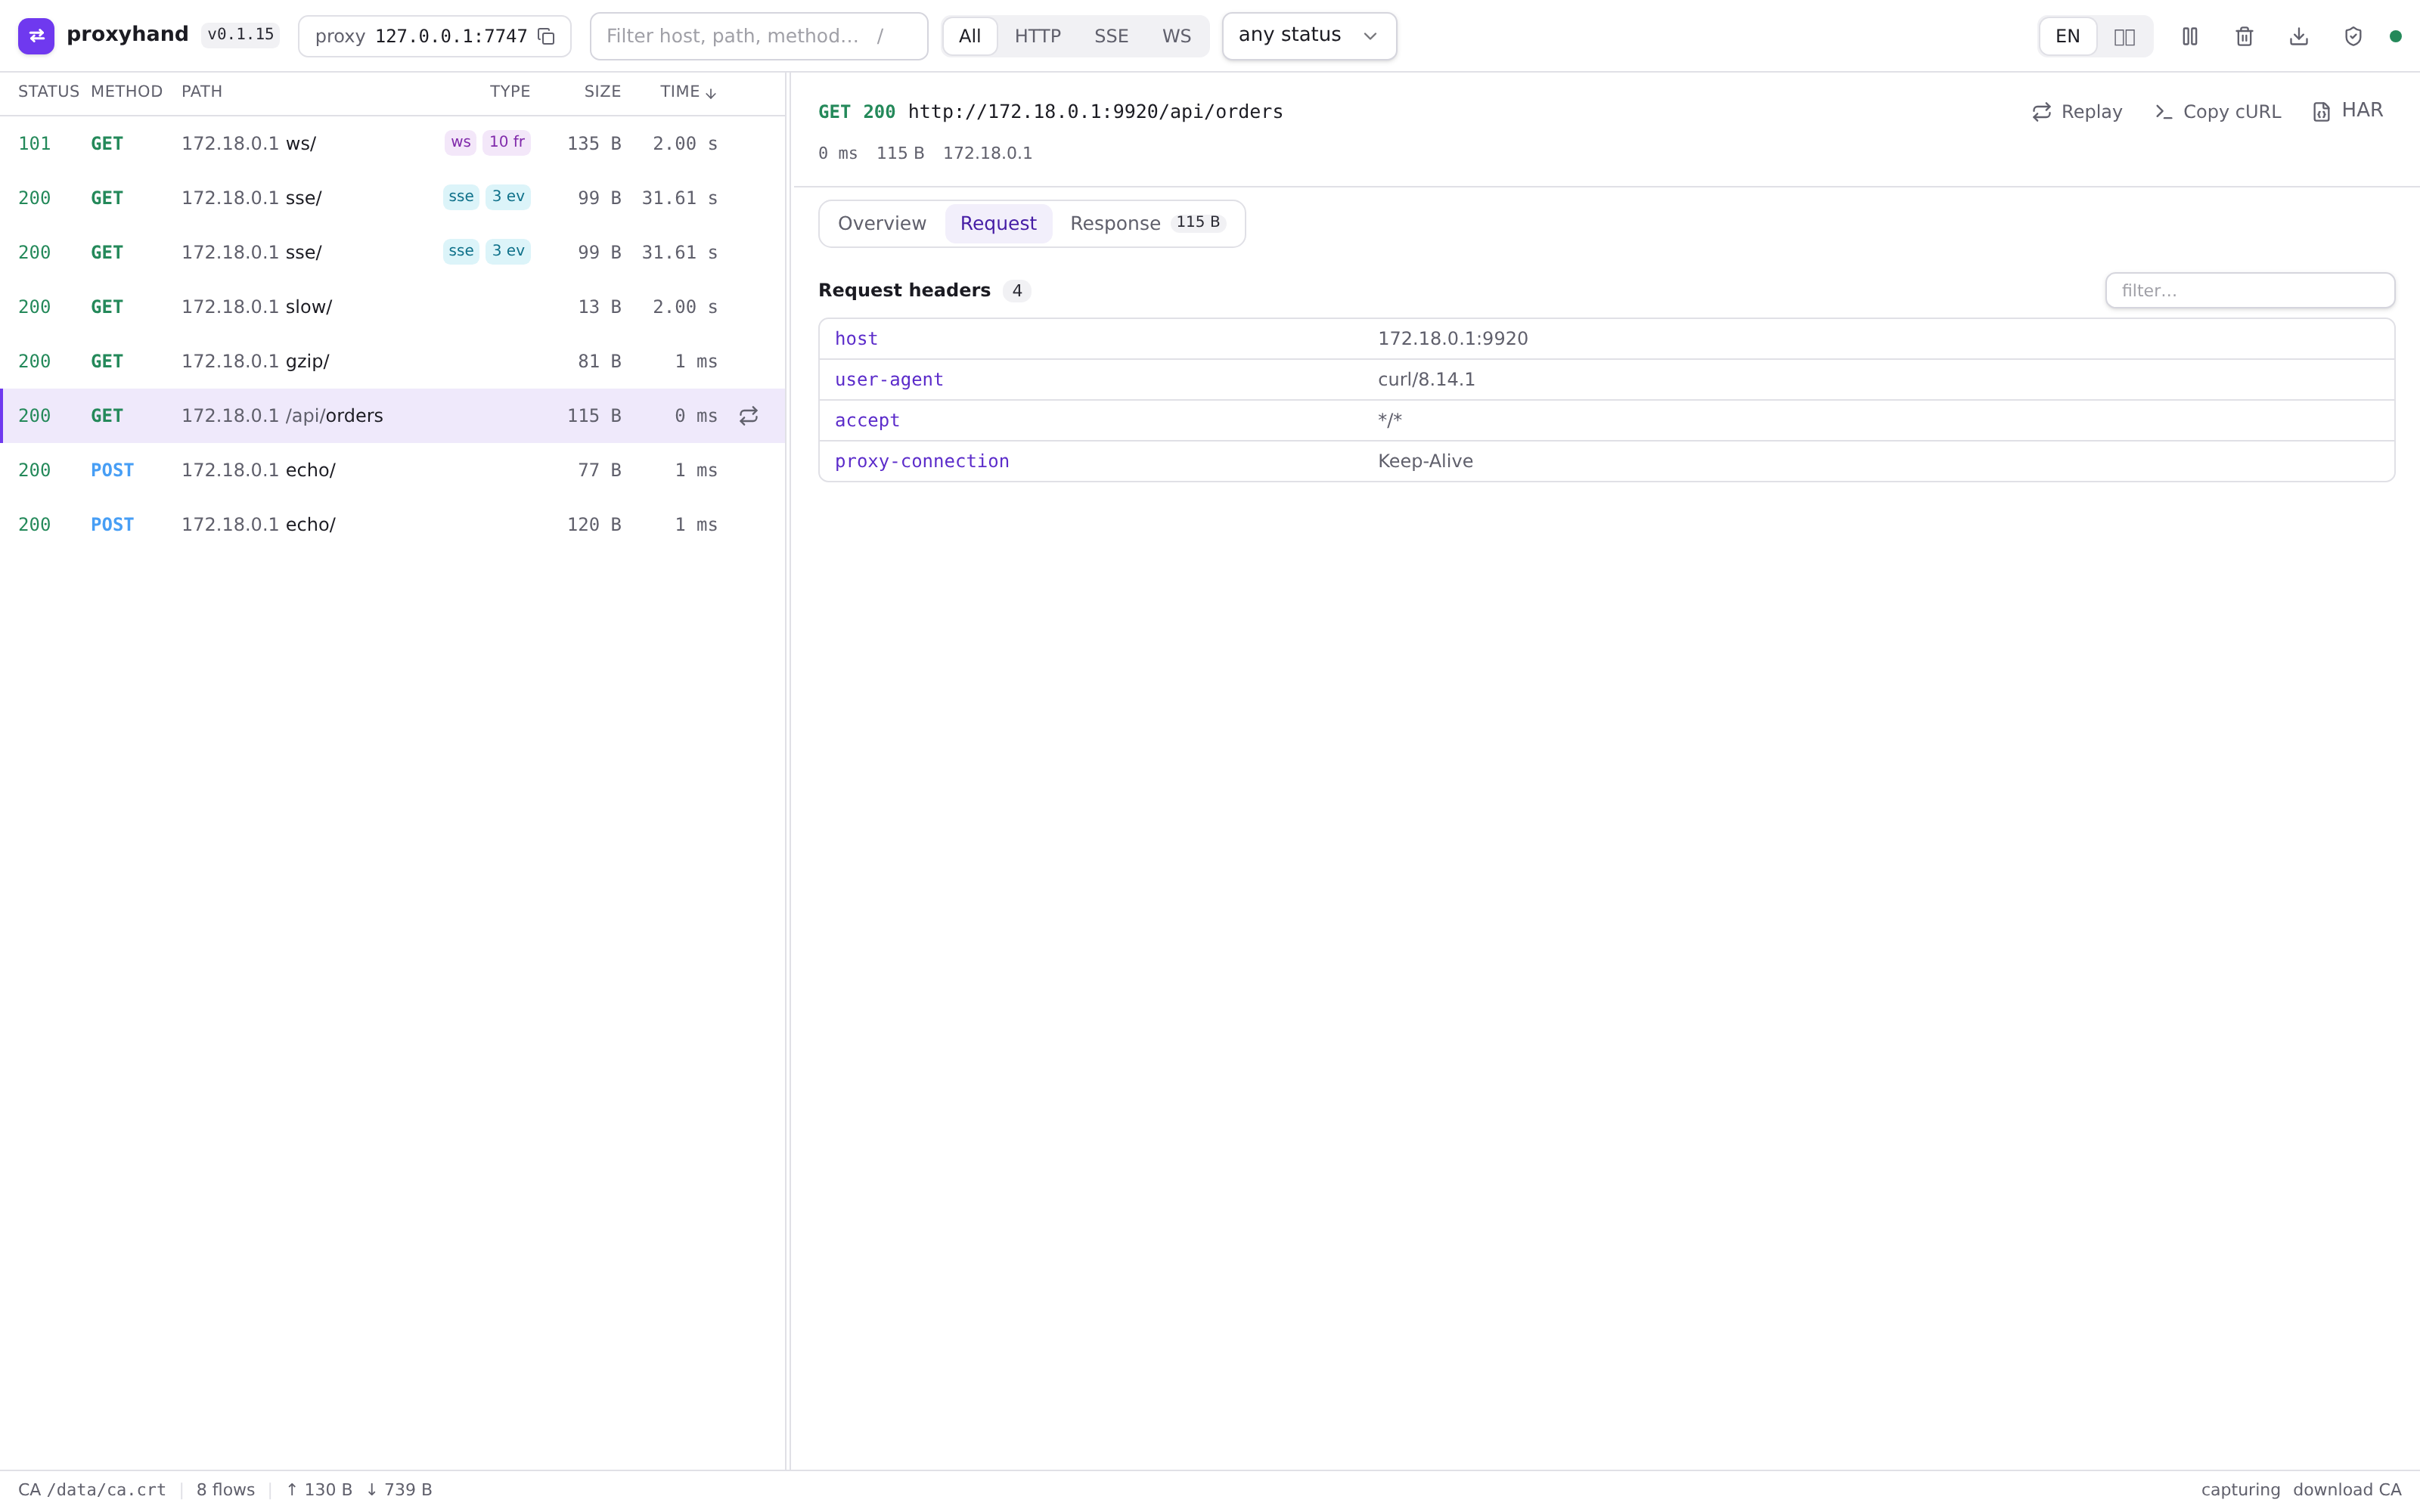 proxyhand v0.1.15 proxy 127.0.0.1:7747 Filter host, path, method... / All HTTP SSE WS any status EN
STATUS METHOD PATH TYPE SIZE TIME ↓
101 GET 172.18.0.1 ws/ ws 10 fr 135 B 2.00 s
200 GET 172.18.0.1 sse/ sse 3 ev 99 B 31.61 s
200 GET 172.18.0.1 sse/ sse 3 ev 99 B 31.61 s
200 GET 172.18.0.1 slow/ 13 B 2.00 s
200 GET 172.18.0.1 gzip/ 81 B 1 ms
200 GET 172.18.0.1 /api/orders 115 B 0 ms
200 POST 172.18.0.1 echo/ 77 B 1 ms
200 POST 172.18.0.1 echo/ 120 B 1 ms
GET 200 http://172.18.0.1:9920/api/orders Replay Copy cURL HAR
0 ms 115 B 172.18.0.1
Overview Request Response 115 B
Request headers 4 filter...
host 172.18.0.1:9920
user-agent curl/8.14.1
accept */*
proxy-connection Keep-Alive
CA /data/ca.crt 8 flows ↑ 130 B ↓ 739 B capturing download CA